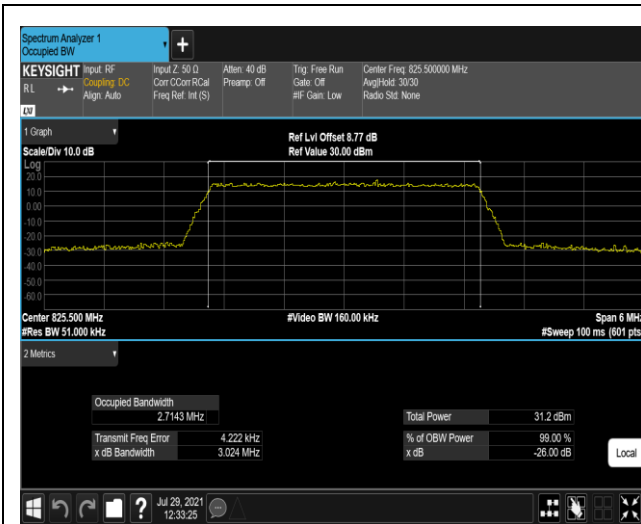 Spectrum Analyzer 1
Occupied BW
+
KEYSIGHT Input: RF Input Z: 50 Ω Atten: 40 dB Trig: Free Run Center Freq: 825.500000 MHz
RL Coupling: DC Corr CCorr RCal Preamp: Off Gate: Off Avg|Hold: 30/30
Align: Auto Freq Ref: Int (S) #IF Gain: Low Radio Std: None
LXI
1 Graph
Ref Lvl Offset 8.77 dB
Scale/Div 10.0 dB Ref Value 30.00 dBm
Log
20.0
10.0
0.00
-10.0
-20.0
-30.0
-40.0
-50.0
-60.0
Center 825.500 MHz #Video BW 160.00 kHz Span 6 MHz
#Res BW 51.000 kHz #Sweep 100 ms (601 pts
2 Metrics
Occupied Bandwidth
2.7143 MHz Total Power 31.2 dBm
Transmit Freq Error 4.222 kHz % of OBW Power 99.00 %
x dB Bandwidth 3.024 MHz x dB -26.00 dB
Local
? Jul 29, 2021
12:33:25